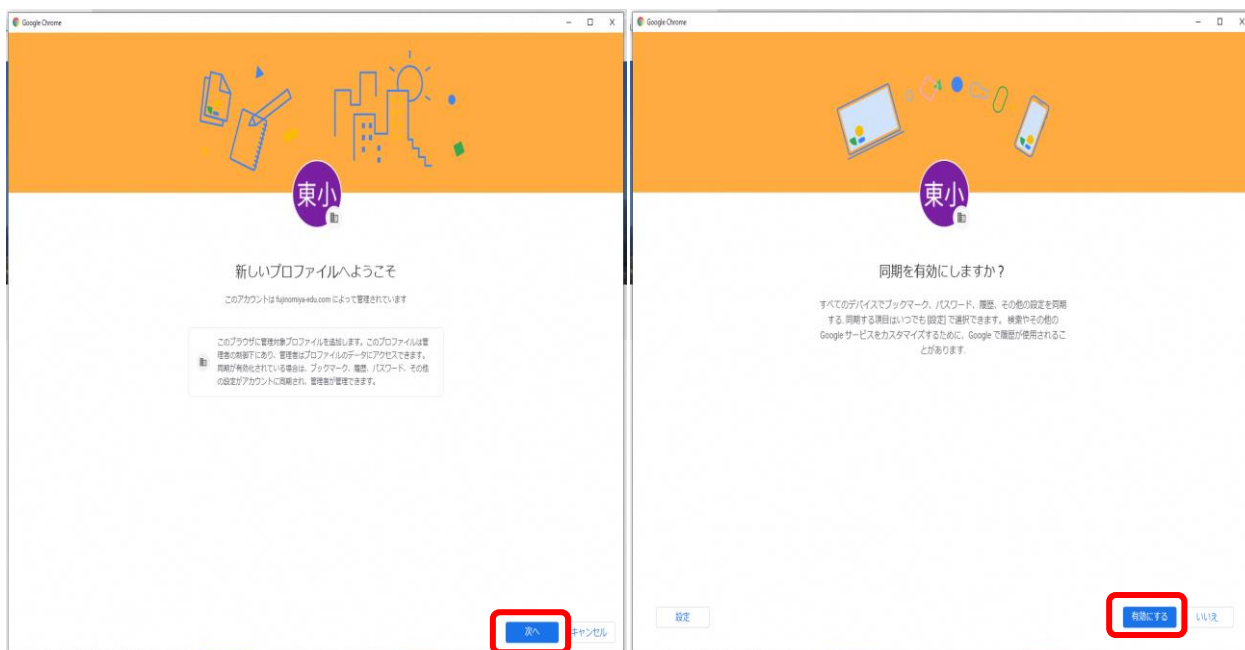 Google Chrome
東小
新しいプロファイルへようこそ
このアカウントは fujinomiya-edu.com によって管理されています
このブラウザに管理対象プロファイルを追加します。このプロファイルは管
理者の制御下にあり、管理者はプロファイルのデータにアクセスできます。
同期が有効化されている場合は、ブックマーク、履歴、パスワード、その他
の設定がアカウントに同期され、管理者が管理できます。
次へ
キャンセル
Google Chrome
東小
同期を有効にしますか？
すべてのデバイスでブックマーク、パスワード、履歴、その他の設定を同期
する. 同期する項目はいつでも [設定] で選択できます。 検索やその他の
Google サービスをカスタマイズするために、Google で履歴が使用されるこ
とがあります.
設定
有効にする
いいえ